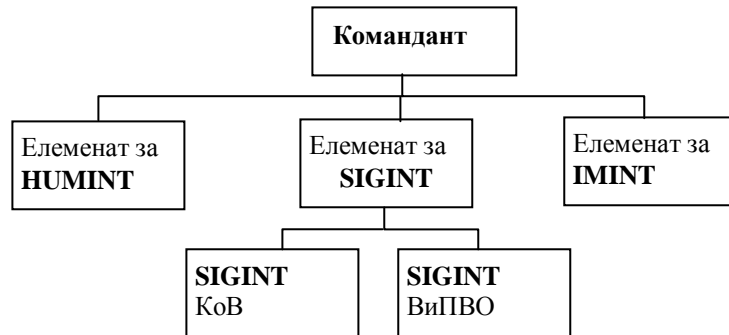 Командант
Елеменат за
HUMINT
Елеменат за
SIGINT
Елеменат за
IMINT
SIGINT
КоВ
SIGINT
ВиПВО